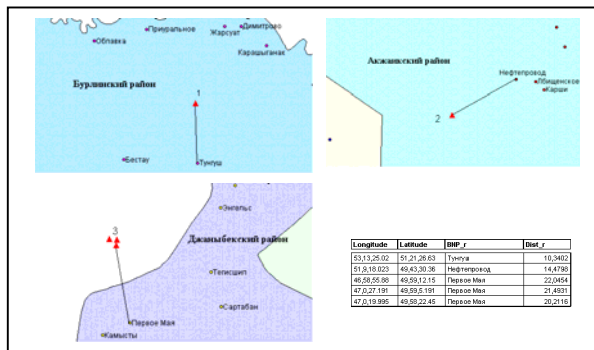 Облавка
Приуральное
Жарсуат
Димитрово
Карашыганак
Бурлинский район
1
Бестау
Тунгуш
Акжаикский район
Нефтепровод
Лбищенское
Карши
2
Энгельс
3
Джаныбекский район
Тегисшил
Сартабан
Первое Мая
Камысты
Longitude Latitude BNP_r Dist_r
53,13,25.02 51,21,26.63 Тунгуш 10,3402
51,9,18.023 49,43,30.36 Нефтепровод 14,4798
46,58,55.88 49,59,12.15 Первое Мая 22,0454
47,0,27.191 49,59,5.191 Первое Мая 21,4931
47,0,19.995 49,58,22.45 Первое Мая 20,2116